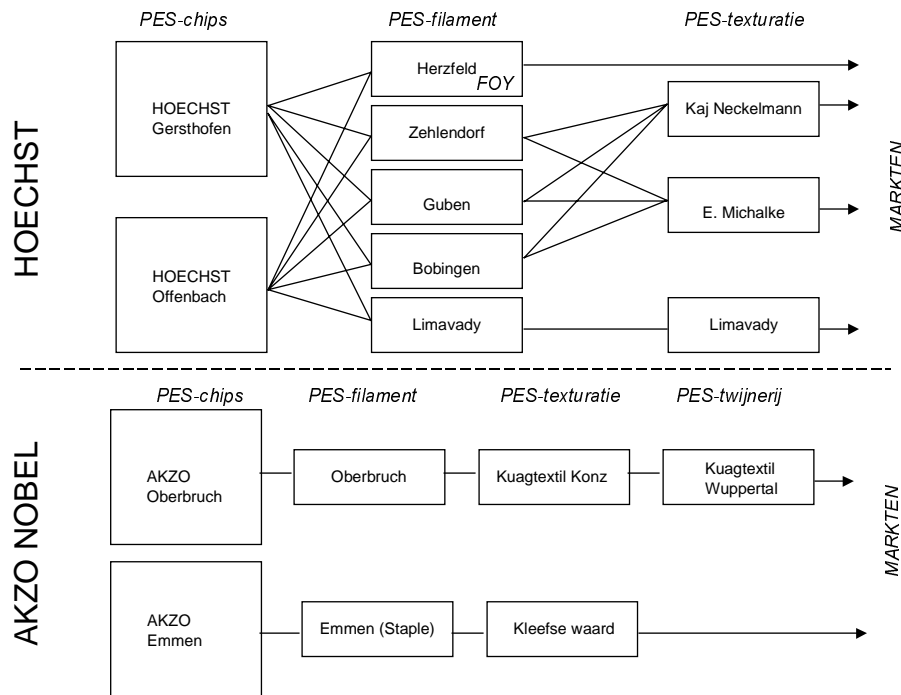 PES-chips
PES-filament
PES-texturatie
HOECHST
HOECHST
Gersthofen
HOECHST
Offenbach
Herzfeld
FOY
Zehlendorf
Guben
Bobingen
Limavady
Kaj Neckelmann
E. Michalke
Limavady
MARKTEN
PES-chips
PES-filament
PES-texturatie
PES-twijnerij
AKZO NOBEL
AKZO
Oberbruch
Oberbruch
Kuagtextil Konz
Kuagtextil
Wuppertal
AKZO
Emmen
Emmen (Staple)
Kleefse waard
MARKTEN